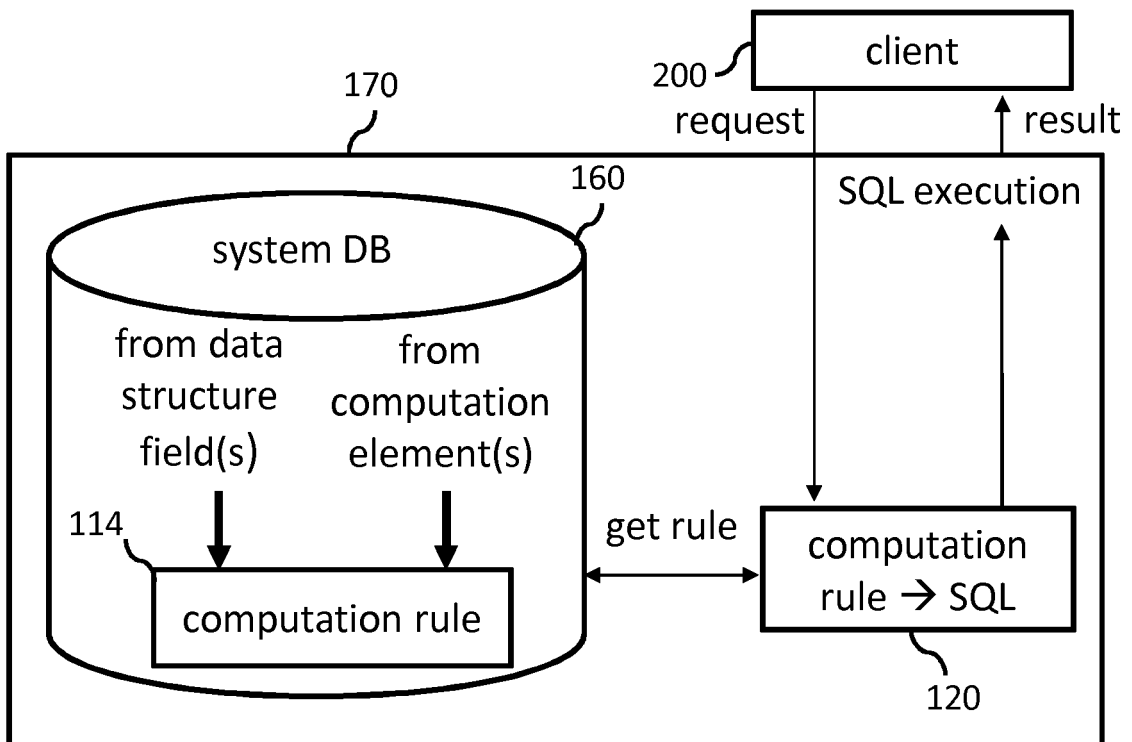 client
200
170
request
result
160
SQL execution
system DB
from data
structure
field(s)
from
computation
element(s)
114
get rule
computation
rule → SQL
computation rule
120